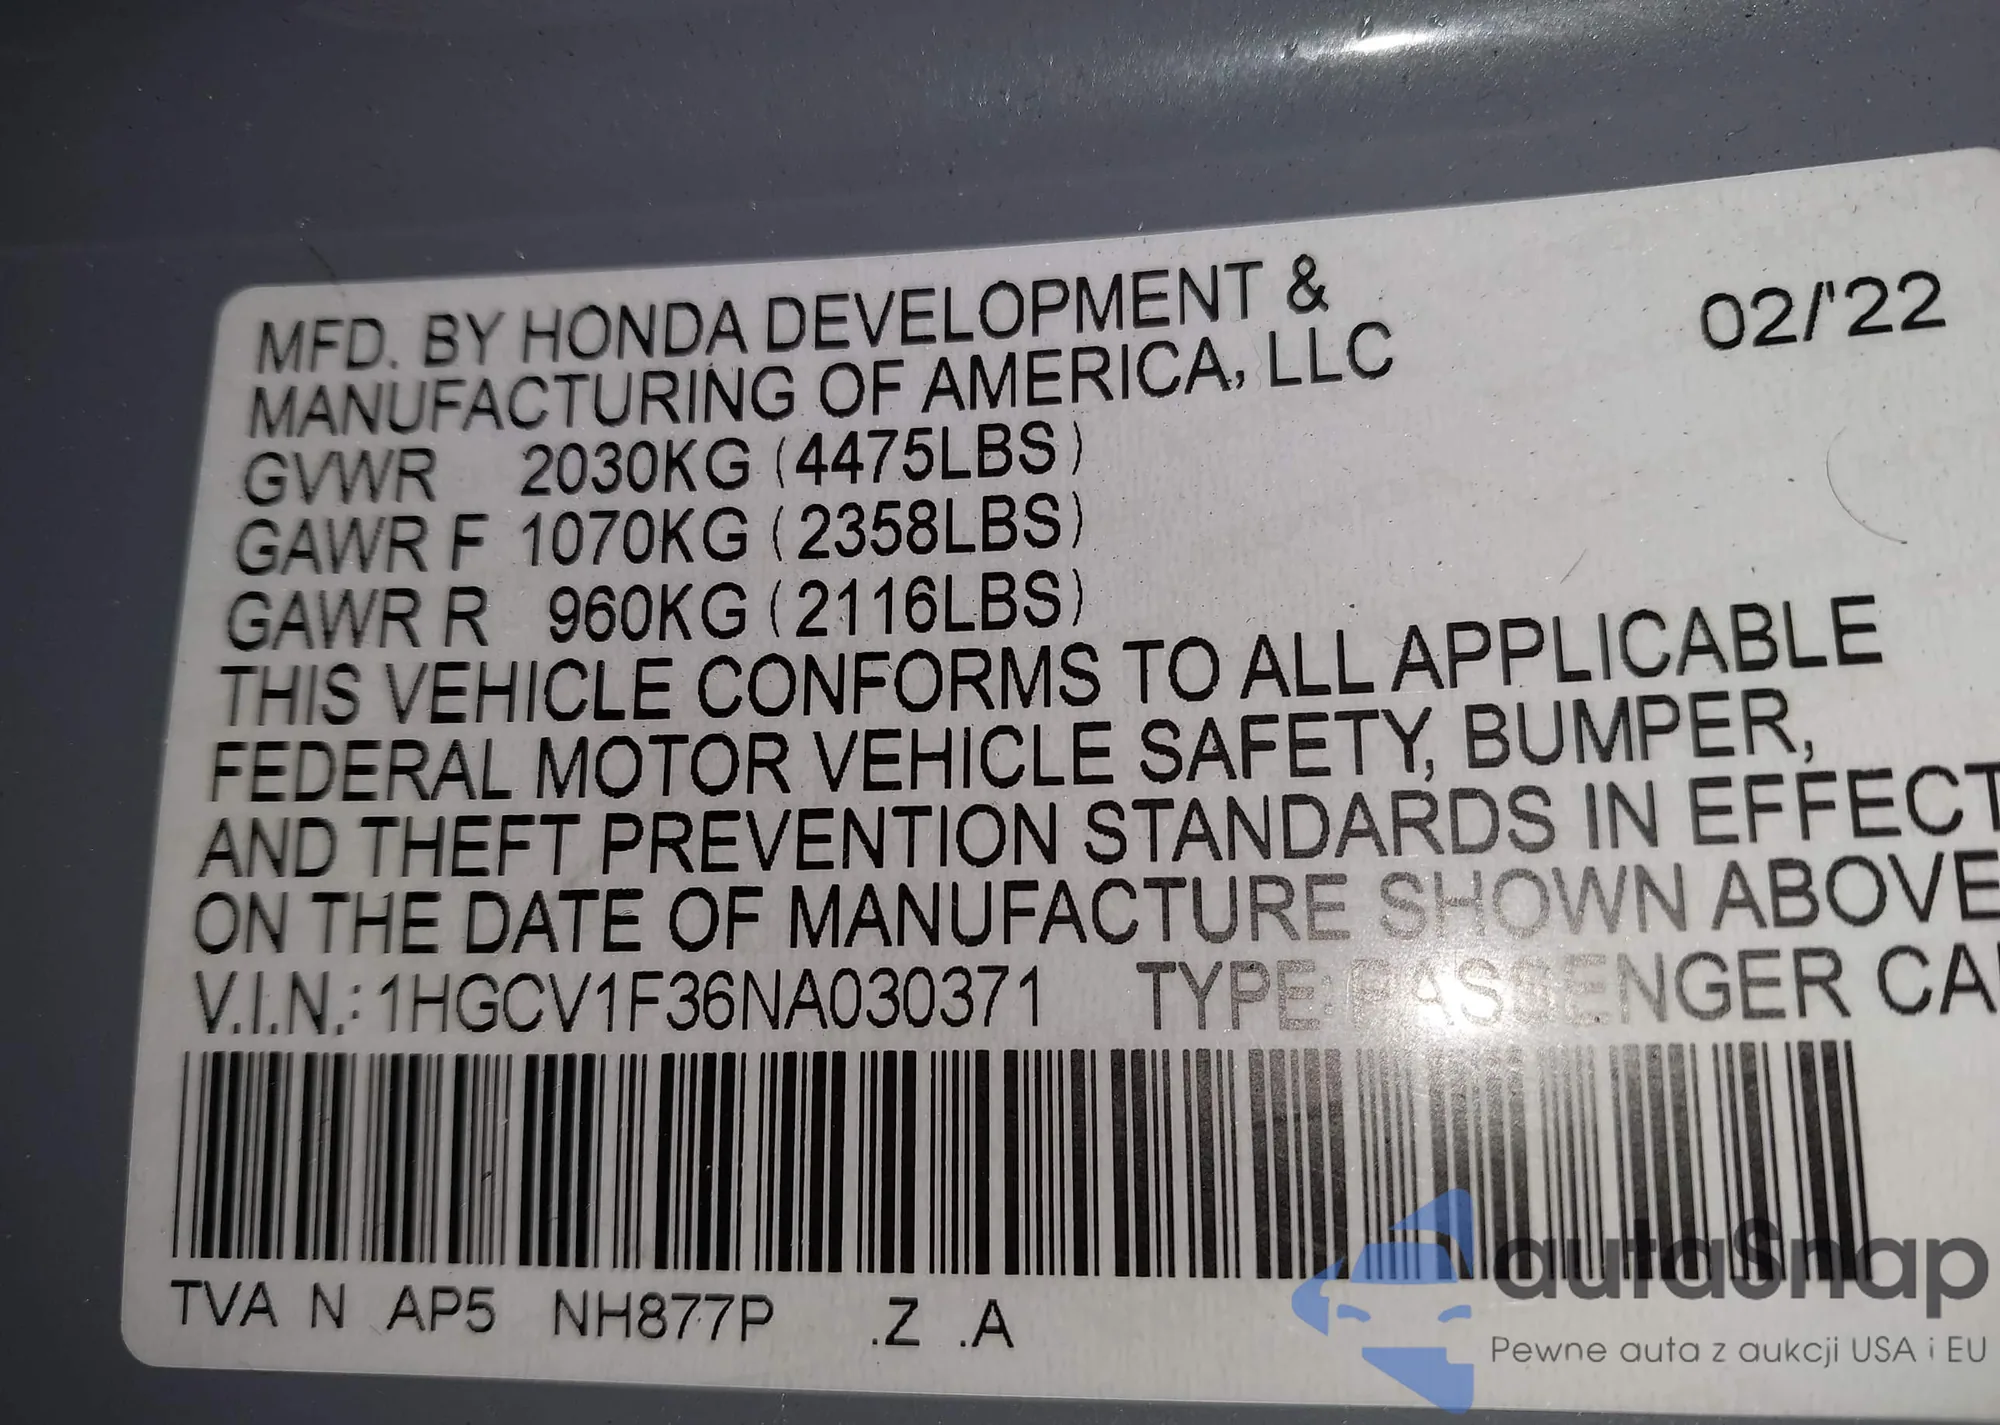 MFD. BY HONDA DEVELOPMENT &
MANUFACTURING OF AMERICA, LLC
02/'22
GVWR 2030KG (4475LBS)
GAWR F 1070KG (2358LBS)
GAWR R 960KG (2116LBS)
THIS VEHICLE CONFORMS TO ALL APPLICABLE
FEDERAL MOTOR VEHICLE SAFETY, BUMPER,
AND THEFT PREVENTION STANDARDS IN EFFECT
ON THE DATE OF MANUFACTURE SHOWN ABOVE
V.I.N.: 1HGCV1F36NA030371 TYPE: PASSENGER CA
TVA N AP5 NH877P .Z .A
autaSnap
Pewne auta z aukcji USA i EU